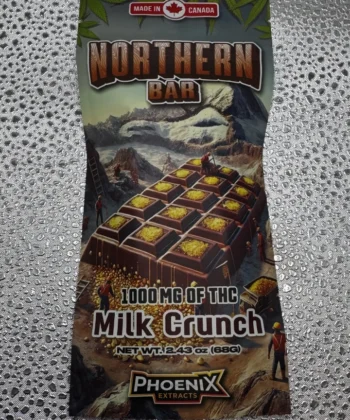 MADE IN CANADA
NORTHERN
BAR
1000 MG OF THC
Milk Crunch
NET WT. 2.43 oz (68G)
PHOENIX
EXTRACTS